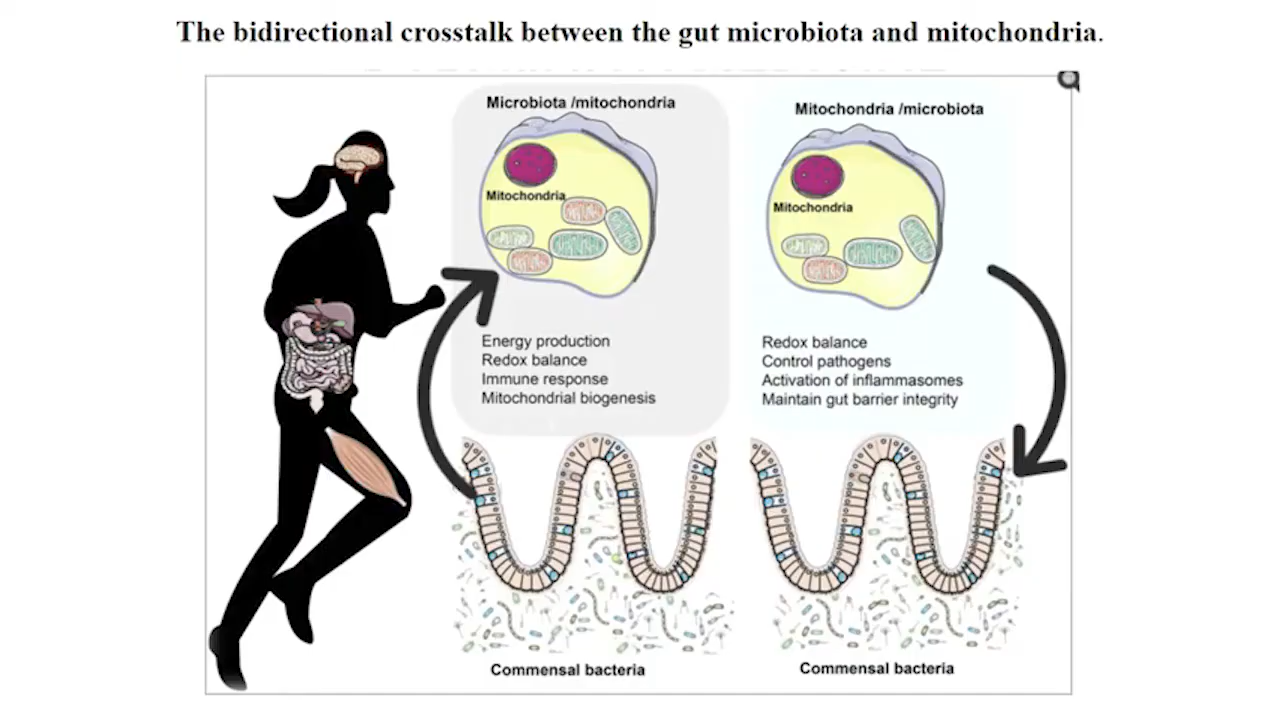 The bidirectional crosstalk between the gut microbiota and mitochondria.
Microbiota /mitochondria
Mitochondria
Energy production
Redox balance
Immune response
Mitochondrial biogenesis
Commensal bacteria
Mitochondria /microbiota
Mitochondria
Redox balance
Control pathogens
Activation of inflammasomes
Maintain gut barrier integrity
Commensal bacteria